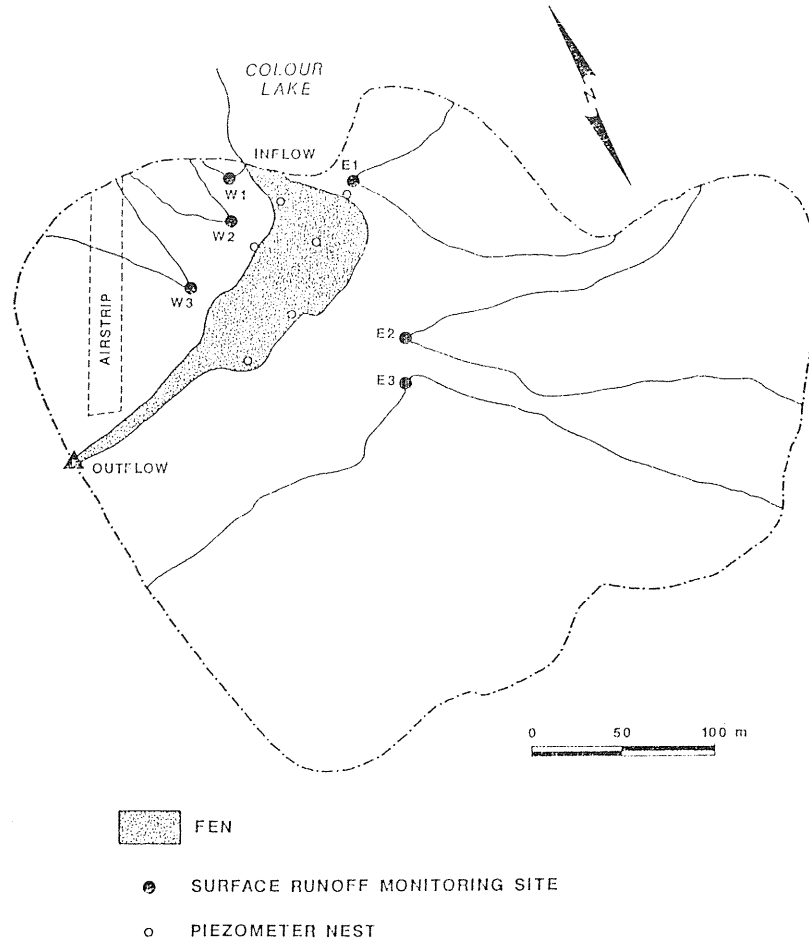 COLOUR
LAKE
N
INFLOW
E1
W1
W2
W3
E2
E3
AIRSTRIP
OUTFLOW
0 50 100 m
FEN
SURFACE RUNOFF MONITORING SITE
PIEZOMETER NEST